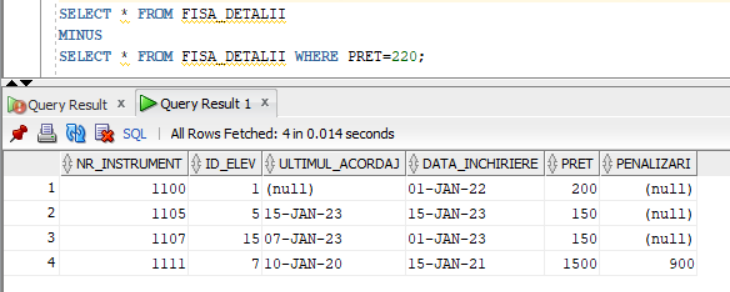 SELECT * FROM FISA_DETALII
MINUS
SELECT * FROM FISA_DETALII WHERE PRET=220;
Query Result x Query Result 1 x
SQL | All Rows Fetched: 4 in 0.014 seconds
NR_INSTRUMENT ID_ELEV ULTIMUL_ACORDAJ DATA_INCHIRIERE PRET PENALIZARI
1 1100 1 (null) 01-JAN-22 200 (null)
2 1105 5 15-JAN-23 15-JAN-23 150 (null)
3 1107 15 07-JAN-23 01-JAN-23 150 (null)
4 1111 7 10-JAN-20 15-JAN-21 1500 900